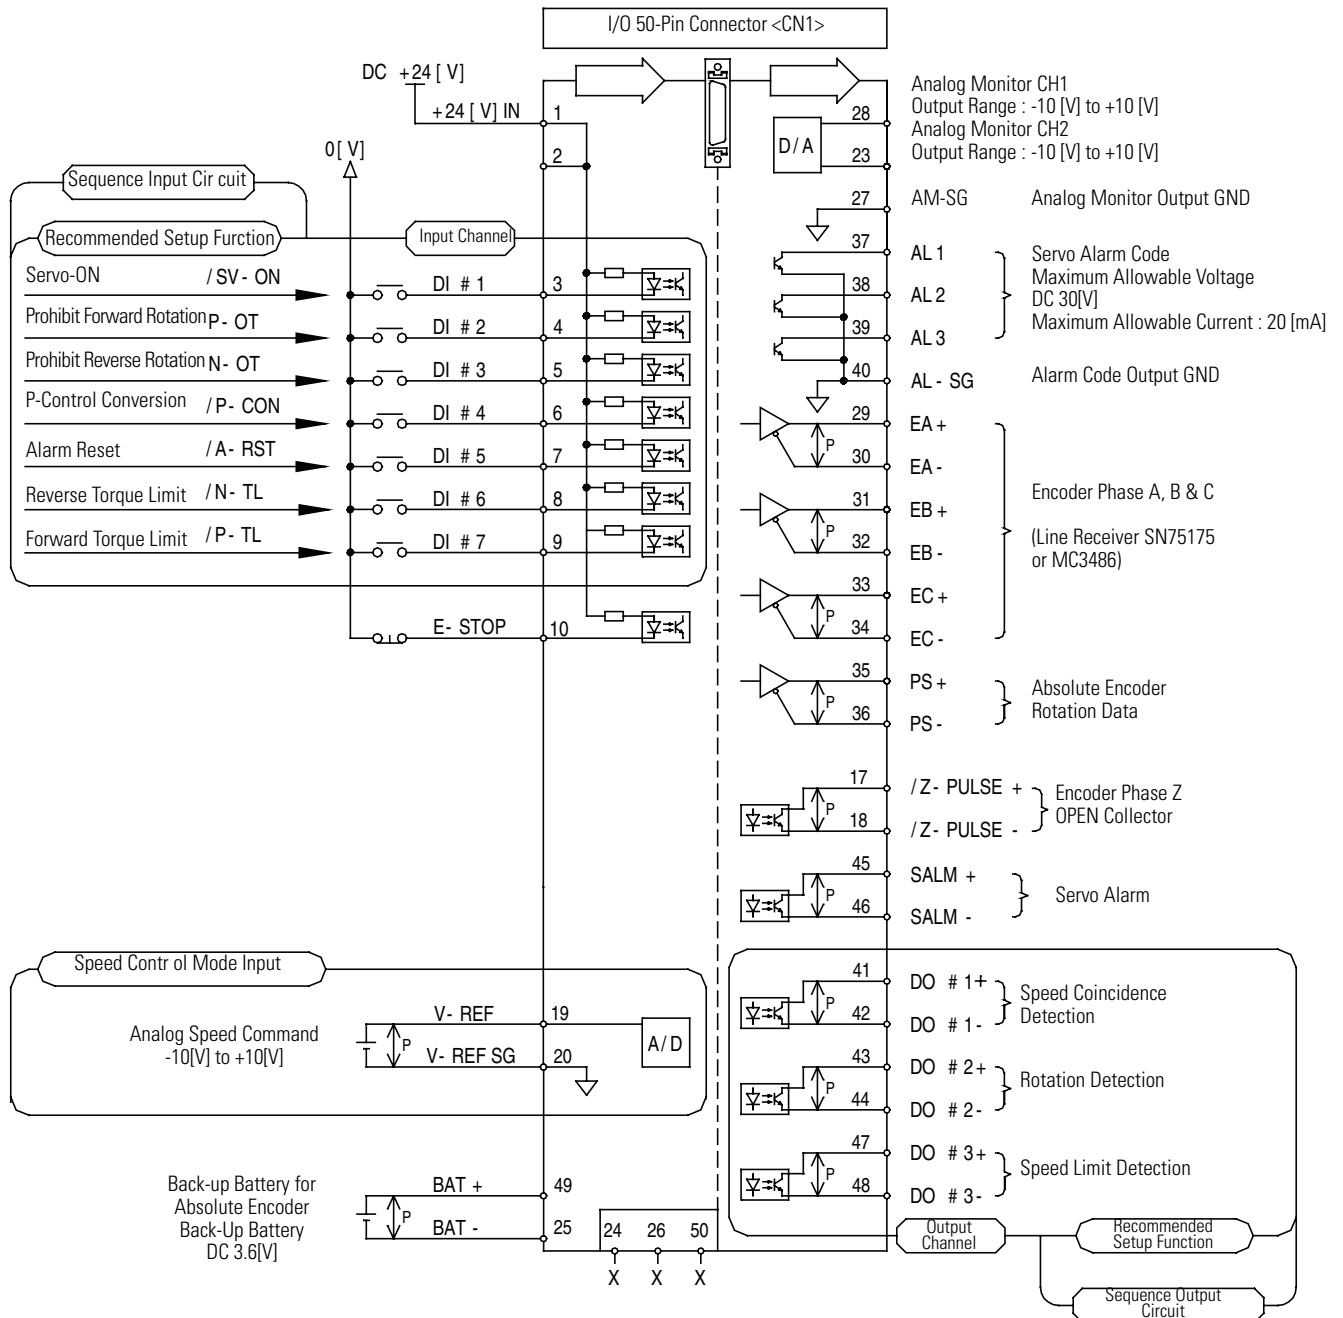 I/O 50-Pin Connector <CN1>
DC +24 [ V]
+24 [ V] IN
1
2
0[ V]
Sequence Input Cir cuit
Recommended Setup Function
Input Channel
Servo-ON /SV- ON
DI # 1
3
Prohibit Forward Rotation P- OT
DI # 2
4
Prohibit Reverse Rotation N- OT
DI # 3
5
P-Control Conversion /P- CON
DI # 4
6
Alarm Reset /A- RST
DI # 5
7
Reverse Torque Limit /N- TL
DI # 6
8
Forward Torque Limit /P- TL
DI # 7
9
E- STOP
10
Speed Contr ol Mode Input
Analog Speed Command
-10[V] to +10[V]
P
V- REF
19
V- REF SG
20
A/D
Back-up Battery for
Absolute Encoder
Back-Up Battery
DC 3.6[V]
P
BAT +
49
BAT -
25
24 26 50
X X X
D/A
28
23
Analog Monitor CH1
Output Range : -10 [V] to +10 [V]
Analog Monitor CH2
Output Range : -10 [V] to +10 [V]
27
AM-SG
Analog Monitor Output GND
37
AL 1
38
AL 2
39
AL 3
Servo Alarm Code
Maximum Allowable Voltage
DC 30[V]
Maximum Allowable Current : 20 [mA]
40
AL - SG
Alarm Code Output GND
29
EA +
P
30
EA -
31
EB +
P
32
EB -
33
EC +
P
34
EC -
Encoder Phase A, B & C
(Line Receiver SN75175
or MC3486)
35
PS +
P
36
PS -
Absolute Encoder
Rotation Data
17
/Z- PULSE +
P
18
/Z- PULSE -
Encoder Phase Z
OPEN Collector
45
SALM +
P
46
SALM -
Servo Alarm
41
DO # 1+
P
42
DO # 1-
Speed Coincidence
Detection
43
DO # 2+
P
44
DO # 2-
Rotation Detection
47
DO # 3+
P
48
DO # 3-
Speed Limit Detection
Output
Channel
Recommended
Setup Function
Sequence Output
Circuit